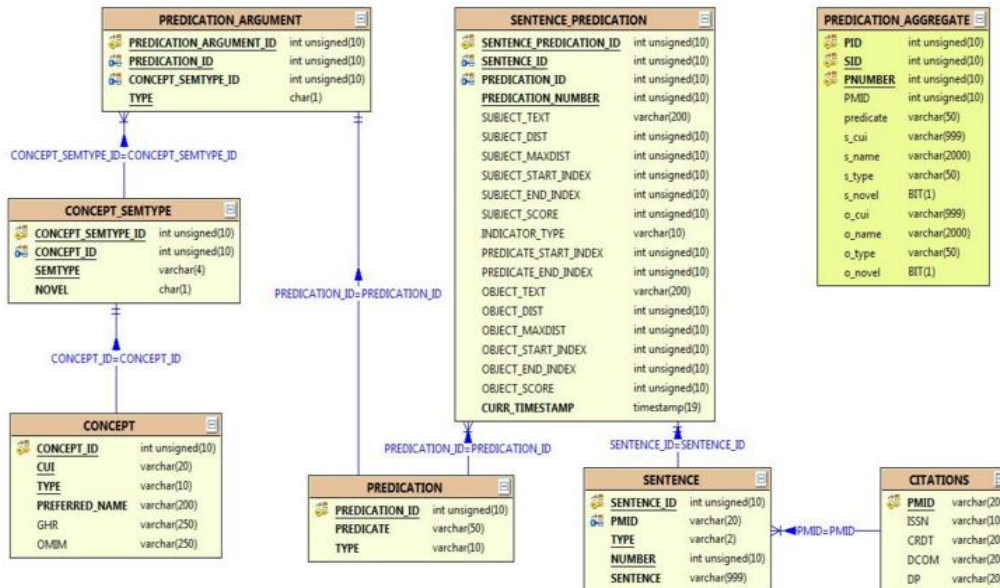 PREDICATION_ARGUMENT
PREDICATION_ARGUMENT_ID int unsigned(10)
PREDICATION_ID int unsigned(10)
CONCEPT_SEMTYPE_ID int unsigned(10)
TYPE char(1)
CONCEPT_SEMTYPE_ID=CONCEPT_SEMTYPE_ID
CONCEPT_SEMTYPE
CONCEPT_SEMTYPE_ID int unsigned(10)
CONCEPT_ID int unsigned(10)
SEMTYPE varchar(4)
NOVEL char(1)
CONCEPT_ID=CONCEPT_ID
CONCEPT
CONCEPT_ID int unsigned(10)
CUI varchar(20)
TYPE varchar(10)
PREFERRED_NAME varchar(200)
GHR varchar(250)
OMIM varchar(250)
PREDICATION_ID=PREDICATION_ID
SENTENCE_PREDICATION
SENTENCE_PREDICATION_ID int unsigned(10)
SENTENCE_ID int unsigned(10)
PREDICATION_ID int unsigned(10)
PREDICATION_NUMBER int unsigned(10)
SUBJECT_TEXT varchar(200)
SUBJECT_DIST int unsigned(10)
SUBJECT_MAXDIST int unsigned(10)
SUBJECT_START_INDEX int unsigned(10)
SUBJECT_END_INDEX int unsigned(10)
SUBJECT_SCORE int unsigned(10)
INDICATOR_TYPE varchar(10)
PREDICATE_START_INDEX int unsigned(10)
PREDICATE_END_INDEX int unsigned(10)
OBJECT_TEXT varchar(200)
OBJECT_DIST int unsigned(10)
OBJECT_MAXDIST int unsigned(10)
OBJECT_START_INDEX int unsigned(10)
OBJECT_END_INDEX int unsigned(10)
OBJECT_SCORE int unsigned(10)
CURR_TIMESTAMP timestamp(19)
PREDICATION_ID=PREDICATION_ID
SENTENCE_ID=SENTENCE_ID
PREDICATION
PREDICATION_ID int unsigned(10)
PREDICATE varchar(50)
TYPE varchar(10)
SENTENCE
SENTENCE_ID int unsigned(10)
PMID varchar(20)
TYPE varchar(2)
NUMBER int unsigned(10)
SENTENCE varchar(999)
PMID=PMID
CITATIONS
PMID varchar(20
ISSN varchar(10
CRDT varchar(20
DCOM varchar(20
DP varchar(20
PREDICATION_AGGREGATE
PID int unsigned(10)
SID int unsigned(10)
PNUMBER int unsigned(10)
PMID int unsigned(10)
predicate varchar(50)
s_cui varchar(999)
s_name varchar(2000)
s_type varchar(50)
s_novel BIT(1)
o_cui varchar(999)
o_name varchar(2000)
o_type varchar(50)
o_novel BIT(1)